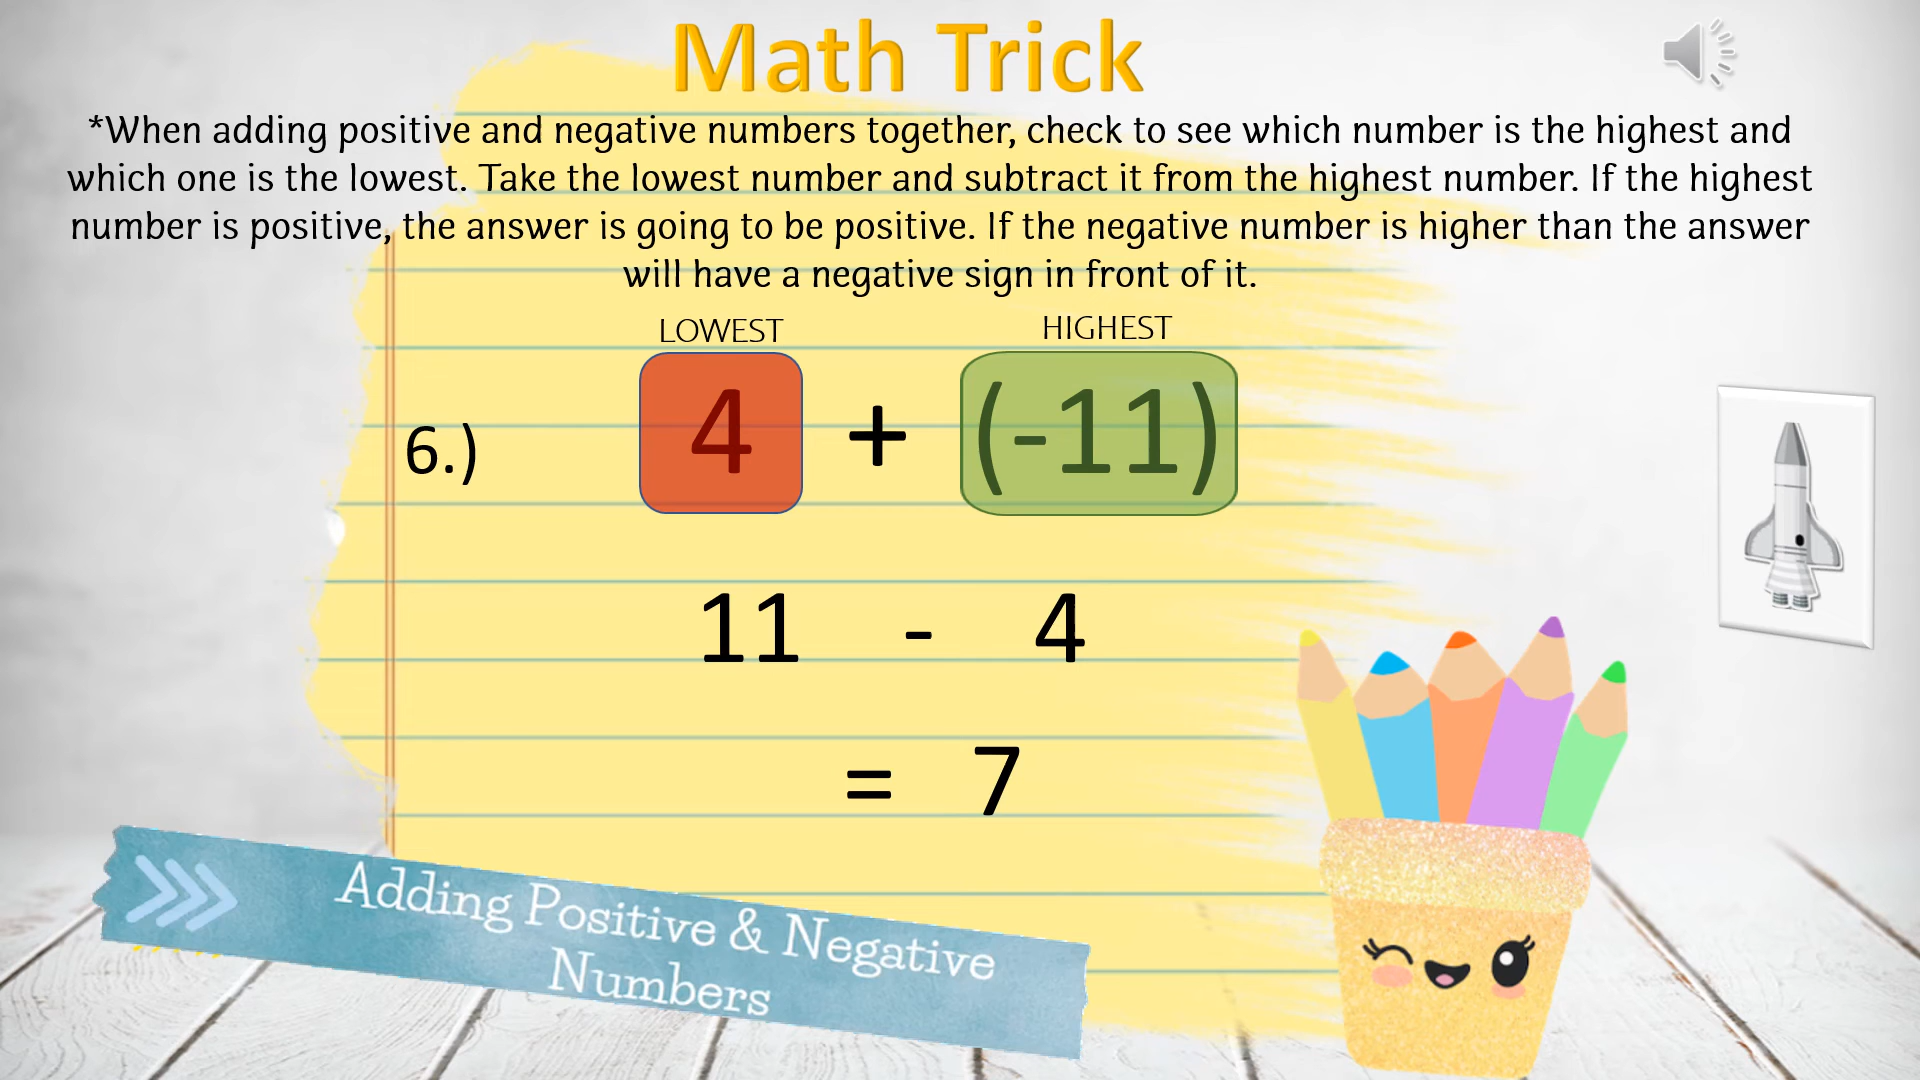 Math Trick
*When adding positive and negative numbers together, check to see which number is the highest and
which one is the lowest. Take the lowest number and subtract it from the highest number. If the highest
number is positive, the answer is going to be positive. If the negative number is higher than the answer
will have a negative sign in front of it.
LOWEST HIGHEST
6.) 4 + (-11)
11 - 4
= 7
Adding Positive & Negative
Numbers